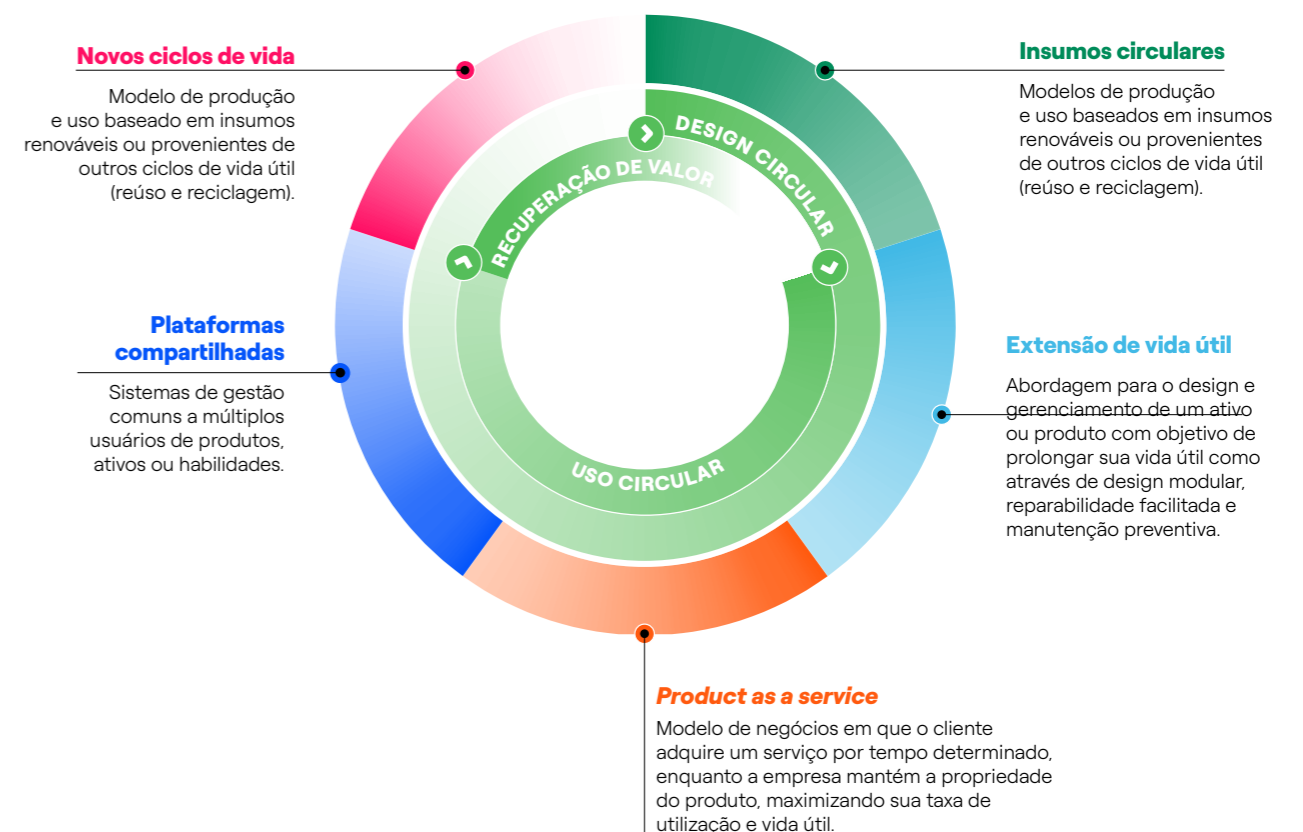 Novos ciclos de vida
Modelo de produção
e uso baseado em insumos
renováveis ou provenientes de
outros ciclos de vida útil
(reúso e reciclagem).
Insumos circulares
Modelos de produção
e uso baseados em insumos
renováveis ou provenientes
de outros ciclos de vida útil
(reúso e reciclagem).
DESIGN CIRCULAR
RECUPERAÇÃO DE VALOR
USO CIRCULAR
Plataformas
compartilhadas
Sistemas de gestão
comuns a múltiplos
usuários de produtos,
ativos ou habilidades.
Extensão de vida útil
Abordagem para o design e
gerenciamento de um ativo
ou produto com objetivo de
prolongar sua vida útil como
através de design modular,
reparabilidade facilitada e
manutenção preventiva.
Product as a service
Modelo de negócios em que o cliente
adquire um serviço por tempo determinado,
enquanto a empresa mantém a propriedade
do produto, maximizando sua taxa de
utilização e vida útil.